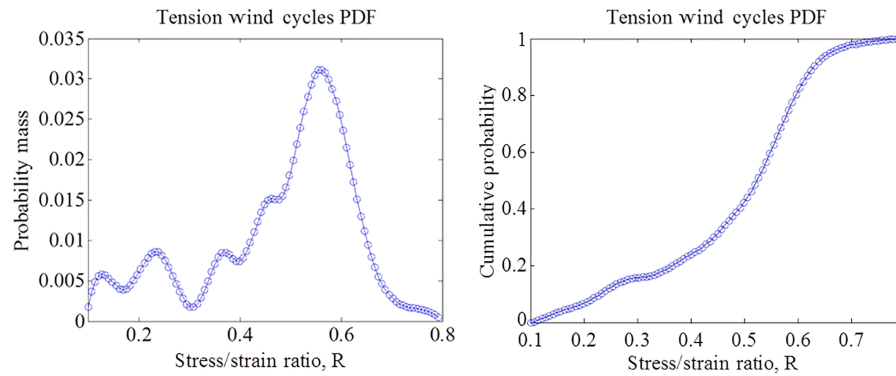 Tension wind cycles PDF
0.035
0.03
0.025
0.02
0.015
0.01
0.005
0
Probability mass
0.2 0.4 0.6 0.8
Stress/strain ratio, R
Tension wind cycles PDF
1
0.8
0.6
0.4
0.2
0
Cumulative probability
0.1 0.2 0.3 0.4 0.5 0.6 0.7
Stress/strain ratio, R